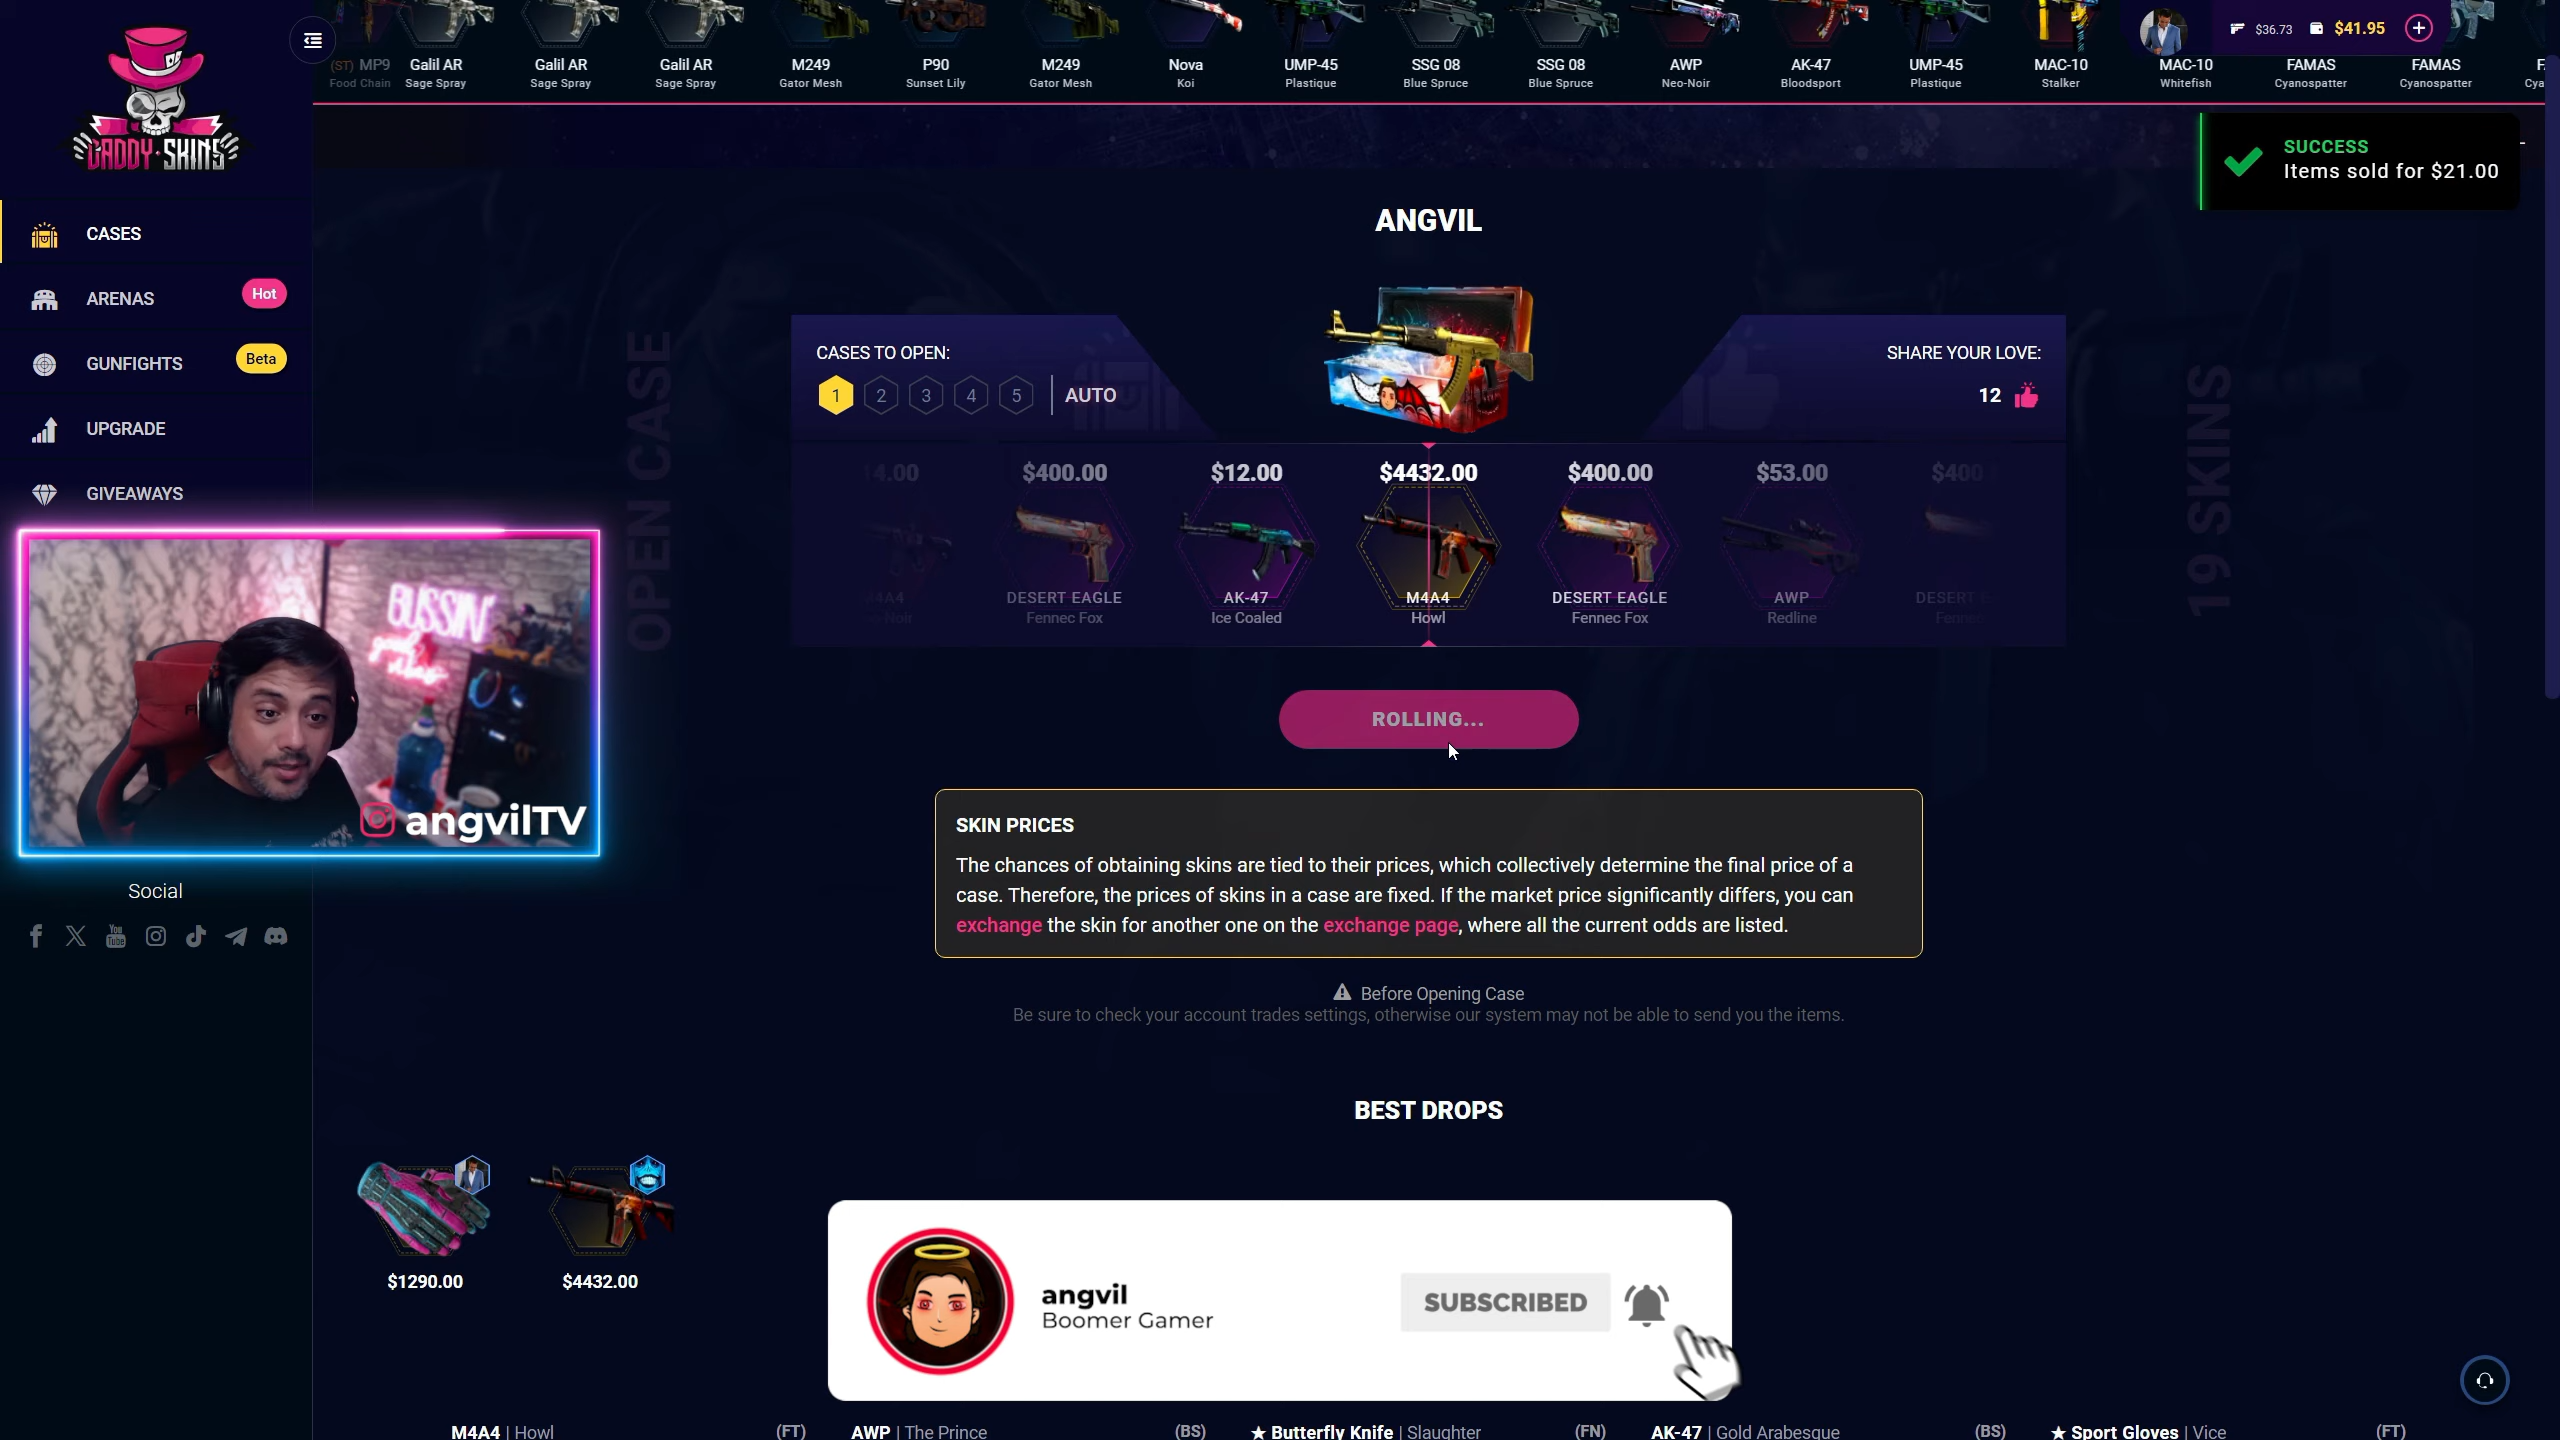 (ST) MP9
Food Chain
Galil AR
Sage Spray
Galil AR
Sage Spray
Galil AR
Sage Spray
M249
Gator Mesh
P90
Sunset Lily
M249
Gator Mesh
Nova
Koi
UMP-45
Plastique
SSG 08
Blue Spruce
SSG 08
Blue Spruce
AWP
Neo-Noir
AK-47
Bloodsport
UMP-45
Plastique
MAC-10
Stalker
MAC-10
Whitefish
FAMAS
Cyanospatter
FAMAS
Cyanospatter
$36.73
$41.95
DADDY SKINS
SUCCESS
Items sold for $21.00
CASES
ARENAS
Hot
GUNFIGHTS
Beta
UPGRADE
GIVEAWAYS
ANGVIL
CASES TO OPEN:
1 2 3 4 5 AUTO
SHARE YOUR LOVE:
12
OPEN CASE
19 SKINS
4.00
M4A4
$400.00
DESERT EAGLE
Fennec Fox
$12.00
AK-47
Ice Coaled
$4432.00
M4A4
Howl
$400.00
DESERT EAGLE
Fennec Fox
$53.00
AWP
Redline
$400
DESERT E
Fennec
ROLLING...
BUSSIN'
good
vibes
angvilTV
SKIN PRICES
The chances of obtaining skins are tied to their prices, which collectively determine the final price of a
case. Therefore, the prices of skins in a case are fixed. If the market price significantly differs, you can
exchange the skin for another one on the exchange page, where all the current odds are listed.
Before Opening Case
Be sure to check your account trades settings, otherwise our system may not be able to send you the items.
Social
BEST DROPS
$1290.00
$4432.00
angvil
Boomer Gamer
SUBSCRIBED
M4A4 | Howl (FT)
AWP | The Prince (BS)
★ Butterfly Knife | Slaughter (FN)
AK-47 | Gold Arabesque (BS)
★ Sport Gloves | Vice (FT)